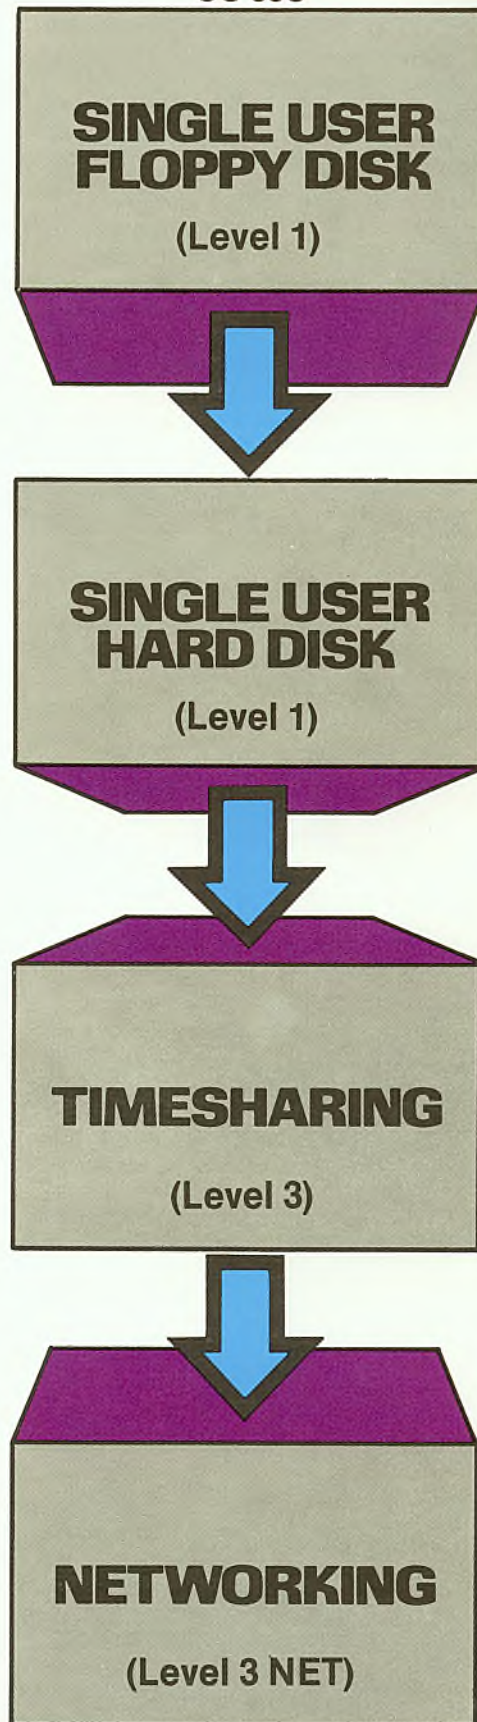 SINGLE USER
FLOPPY DISK
(Level 1)
SINGLE USER
HARD DISK
(Level 1)
TIMESHARING
(Level 3)
NETWORKING
(Level 3 NET)